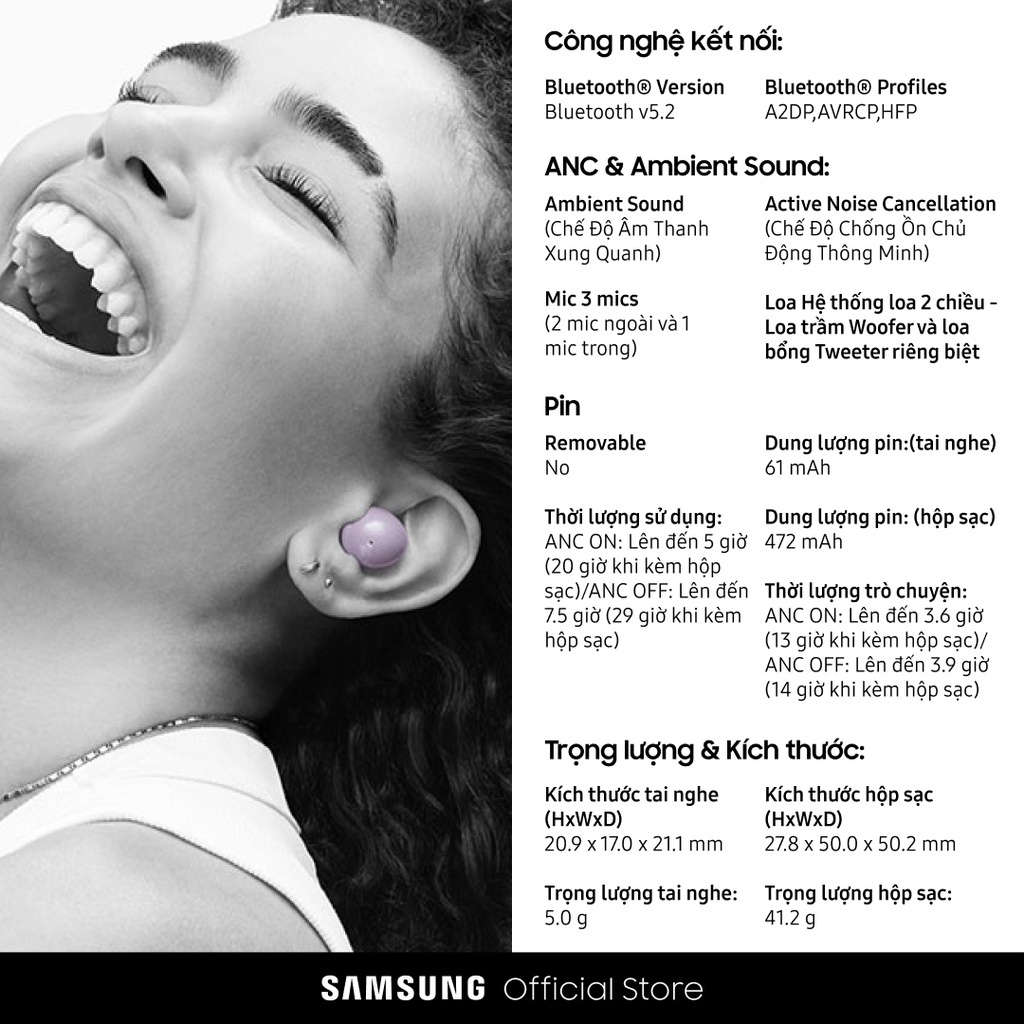 Công nghệ kết nối:
Bluetooth® Version
Bluetooth v5.2
Bluetooth® Profiles
A2DP,AVRCP,HFP
ANC & Ambient Sound:
Ambient Sound
(Chế Độ Âm Thanh
Xung Quanh)
Active Noise Cancellation
(Chế Độ Chống Ồn Chủ
Động Thông Minh)
Mic 3 mics
(2 mic ngoài và 1
mic trong)
Loa Hệ thống loa 2 chiều -
Loa trầm Woofer và loa
bổng Tweeter riêng biệt
Pin
Removable
No
Dung lượng pin:(tai nghe)
61 mAh
Thời lượng sử dụng:
ANC ON: Lên đến 5 giờ
(20 giờ khi kèm hộp
sạc)/ANC OFF: Lên đến
7.5 giờ (29 giờ khi kèm
hộp sạc)
Dung lượng pin: (hộp sạc)
472 mAh
Thời lượng trò chuyện:
ANC ON: Lên đến 3.6 giờ
(13 giờ khi kèm hộp sạc)/
ANC OFF: Lên đến 3.9 giờ
(14 giờ khi kèm hộp sạc)
Trọng lượng & Kích thước:
Kích thước tai nghe
(HxWxD)
20.9 x 17.0 x 21.1 mm
Kích thước hộp sạc
(HxWxD)
27.8 x 50.0 x 50.2 mm
Trọng lượng tai nghe:
5.0 g
Trọng lượng hộp sạc:
41.2 g
SAMSUNG Official Store